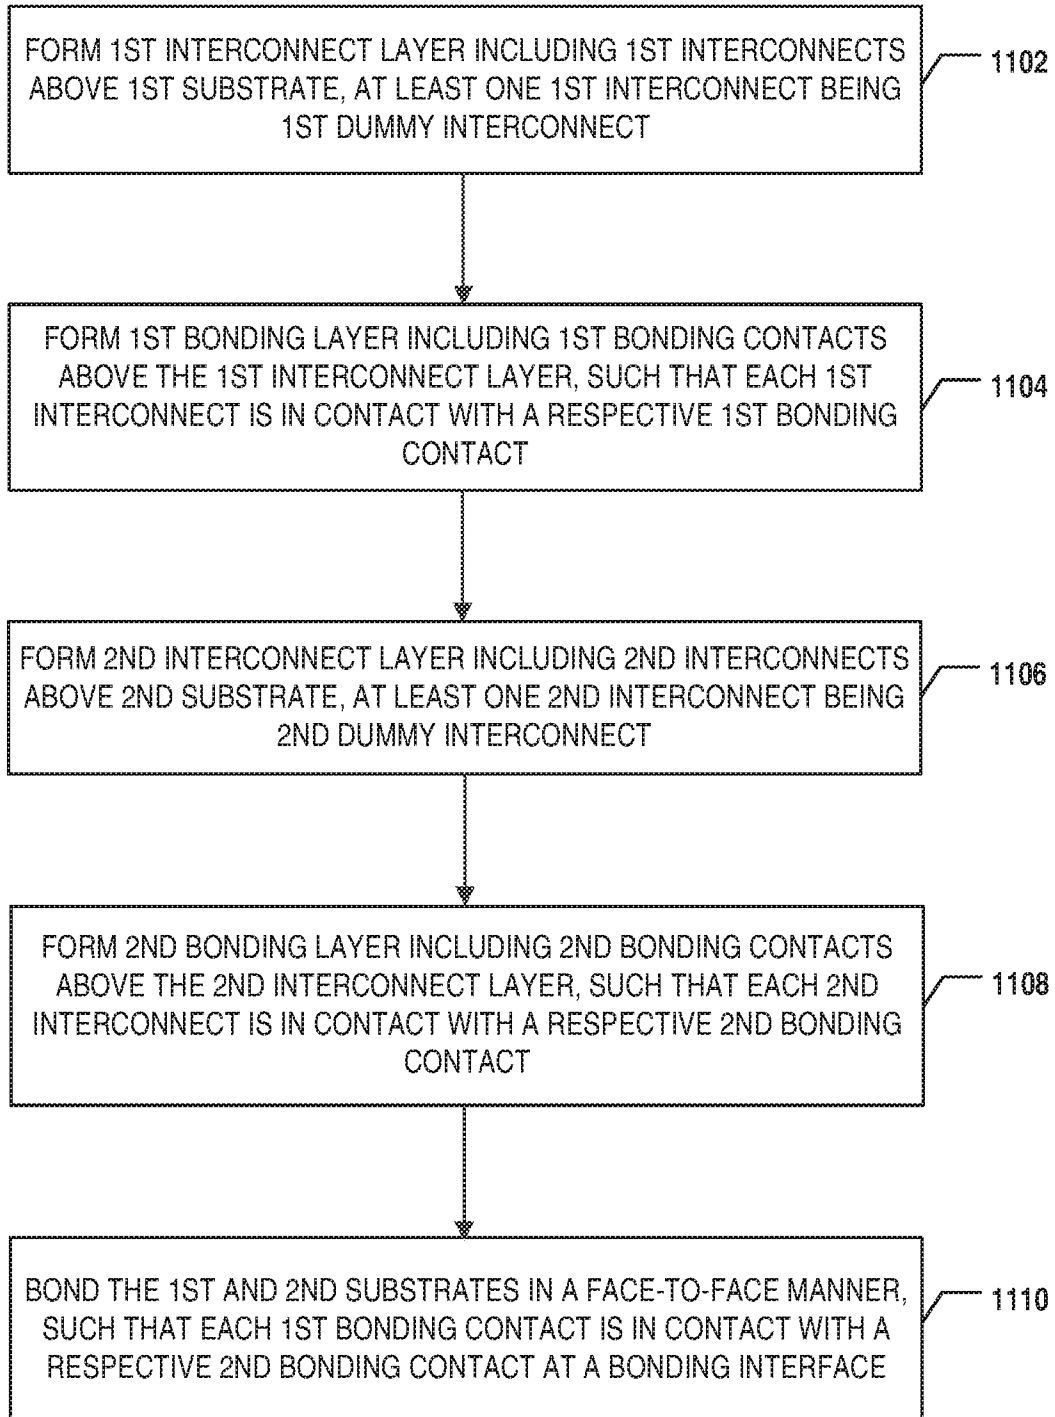 FORM 1ST INTERCONNECT LAYER INCLUDING 1ST INTERCONNECTS
ABOVE 1ST SUBSTRATE, AT LEAST ONE 1ST INTERCONNECT BEING
1ST DUMMY INTERCONNECT
1102
FORM 1ST BONDING LAYER INCLUDING 1ST BONDING CONTACTS
ABOVE THE 1ST INTERCONNECT LAYER, SUCH THAT EACH 1ST
INTERCONNECT IS IN CONTACT WITH A RESPECTIVE 1ST BONDING
CONTACT
1104
FORM 2ND INTERCONNECT LAYER INCLUDING 2ND INTERCONNECTS
ABOVE 2ND SUBSTRATE, AT LEAST ONE 2ND INTERCONNECT BEING
2ND DUMMY INTERCONNECT
1106
FORM 2ND BONDING LAYER INCLUDING 2ND BONDING CONTACTS
ABOVE THE 2ND INTERCONNECT LAYER, SUCH THAT EACH 2ND
INTERCONNECT IS IN CONTACT WITH A RESPECTIVE 2ND BONDING
CONTACT
1108
BOND THE 1ST AND 2ND SUBSTRATES IN A FACE-TO-FACE MANNER,
SUCH THAT EACH 1ST BONDING CONTACT IS IN CONTACT WITH A
RESPECTIVE 2ND BONDING CONTACT AT A BONDING INTERFACE
1110